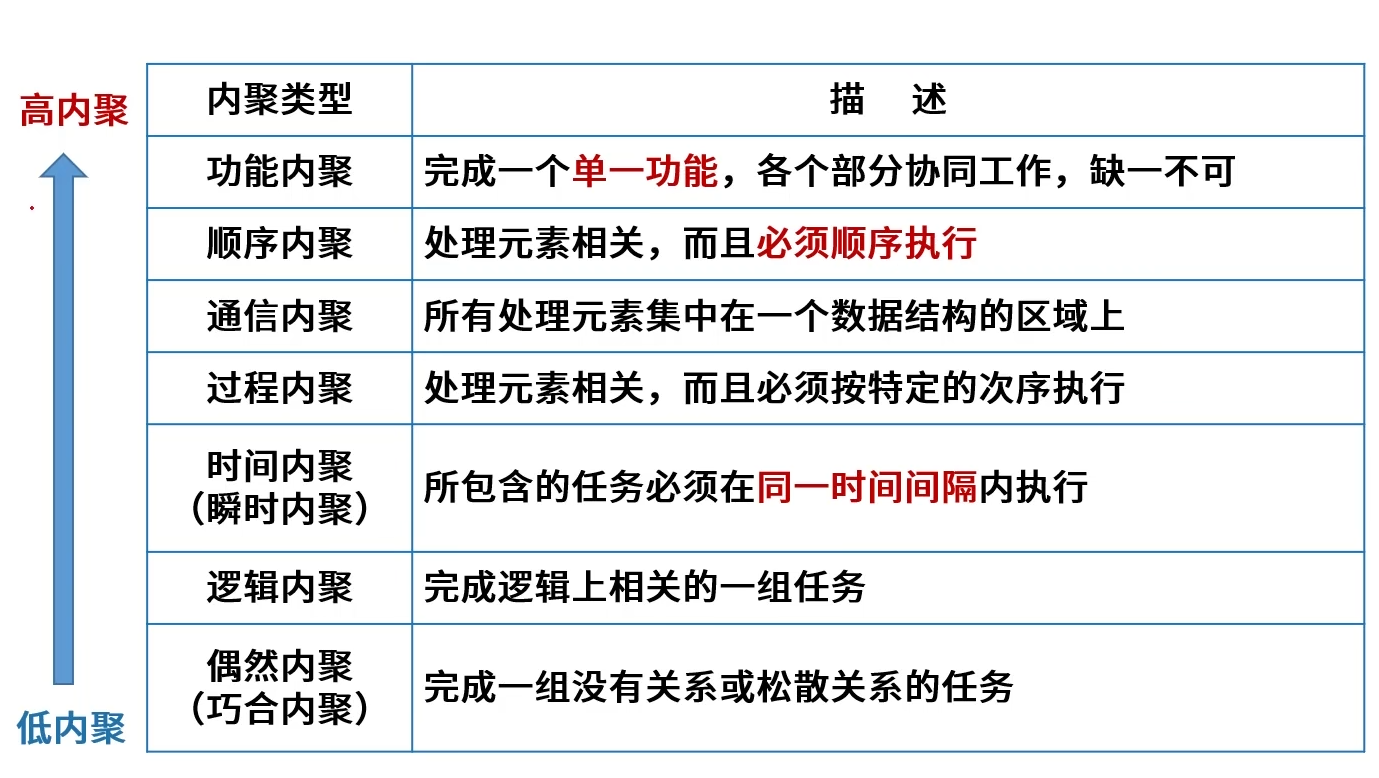 高内聚
内聚类型 描 述
功能内聚 完成一个单一功能，各个部分协同工作，缺一不可
顺序内聚 处理元素相关，而且必须顺序执行
通信内聚 所有处理元素集中在一个数据结构的区域上
过程内聚 处理元素相关，而且必须按特定的次序执行
时间内聚
（瞬时内聚） 所包含的任务必须在同一时间间隔内执行
逻辑内聚 完成逻辑上相关的一组任务
偶然内聚
（巧合内聚） 完成一组没有关系或松散关系的任务
低内聚